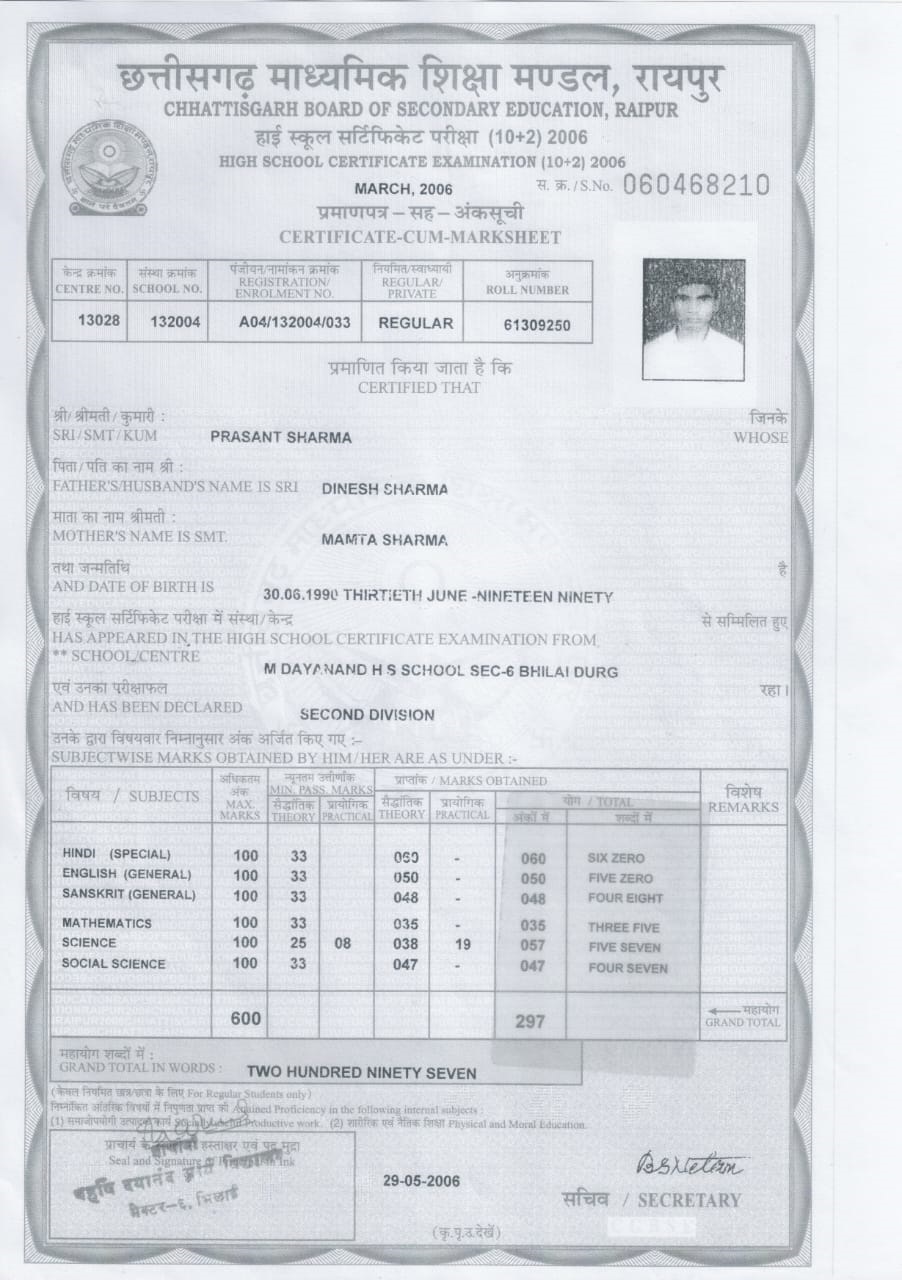 छत्तीसगढ़ माध्यमिक शिक्षा मण्डल, रायपुर
CHHATTISGARH BOARD OF SECONDARY EDUCATION, RAIPUR
हाई स्कूल सर्टिफिकेट परीक्षा (10+2) 2006
HIGH SCHOOL CERTIFICATE EXAMINATION (10+2) 2006
MARCH, 2006
स. क्र. / S.No. 060468210
प्रमाणपत्र – सह – अंकसूची
CERTIFICATE-CUM-MARKSHEET
केन्द्र क्रमांक संस्था क्रमांक पंजीयन/नामांकन क्रमांक नियमित/स्वाध्यायी अनुक्रमांक
CENTRE NO. SCHOOL NO. REGISTRATION/ ENROLMENT NO. REGULAR/ PRIVATE ROLL NUMBER
13028 132004 A04/132004/033 REGULAR 61309250
प्रमाणित किया जाता है कि
CERTIFIED THAT
श्री/ श्रीमती / कुमारी : जिनके
SRI/SMT/KUM PRASANT SHARMA WHOSE
पिता/ पति का नाम श्री :
FATHER'S/HUSBAND'S NAME IS SRI DINESH SHARMA
माता का नाम श्रीमती :
MOTHER'S NAME IS SMT. MAMTA SHARMA
तथा जन्मतिथि है
AND DATE OF BIRTH IS 30.06.1990 THIRTIETH JUNE -NINETEEN NINETY
हाई स्कूल सर्टिफिकेट परीक्षा में संस्था/केन्द्र से सम्मिलित हुए
HAS APPEARED IN THE HIGH SCHOOL CERTIFICATE EXAMINATION FROM
** SCHOOL/CENTRE M DAYANAND H S SCHOOL SEC-6 BHILAI DURG
एवं उनका परीक्षाफल रहा।
AND HAS BEEN DECLARED SECOND DIVISION
उनके द्वारा विषयवार निम्नानुसार अंक अर्जित किए गए :-
SUBJECTWISE MARKS OBTAINED BY HIM/HER ARE AS UNDER :-
विषय / SUBJECTS अधिकतम अंक MAX. MARKS न्यूनतम उत्तीर्णांक MIN. PASS. MARKS प्राप्तांक / MARKS OBTAINED विशेष REMARKS
सैद्धांतिक THEORY प्रायोगिक PRACTICAL सैद्धांतिक THEORY प्रायोगिक PRACTICAL योग / TOTAL
अंकों में शब्दों में
HINDI (SPECIAL) 100 33 060 - 060 SIX ZERO
ENGLISH (GENERAL) 100 33 050 - 050 FIVE ZERO
SANSKRIT (GENERAL) 100 33 048 - 048 FOUR EIGHT
MATHEMATICS 100 33 035 - 035 THREE FIVE
SCIENCE 100 25 08 038 19 057 FIVE SEVEN
SOCIAL SCIENCE 100 33 047 - 047 FOUR SEVEN
600 297 महायोग GRAND TOTAL
महायोग शब्दों में :
GRAND TOTAL IN WORDS : TWO HUNDRED NINETY SEVEN
(केवल नियमित छात्र/छात्रा के लिए For Regular Students only)
निम्नांकित आंतरिक विषयों में निपुणता प्राप्त की Attained Proficiency in the following internal subjects :
(1) समाजोपयोगी उत्पादक कार्य Socially Useful Productive work. (2) शारीरिक एवं नैतिक शिक्षा Physical and Moral Education.
प्राचार्य के हस्ताक्षर एवं पद मुद्रा
Seal and Signature of Ink
महर्षि दयानंद
सेक्टर-६, भिलाई
29-05-2006
सचिव / SECRETARY
(कृ.पृ.उ.देखें)